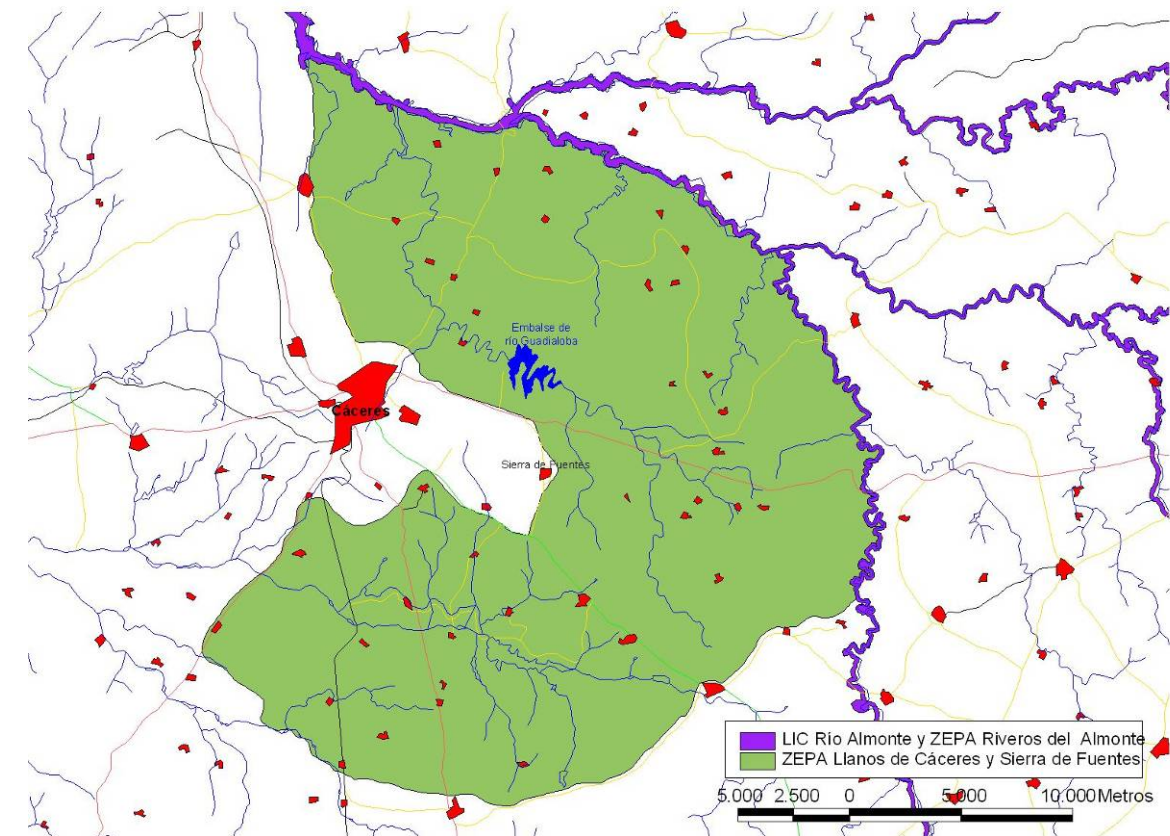 Embalse de
río Guadialoba
Cáceres
Sierra de Fuentes
LIC Río Almonte y ZEPA Riveros del Almonte
ZEPA Llanos de Cáceres y Sierra de Fuentes
5.000 2.500 0 5.000 10.000 Metros